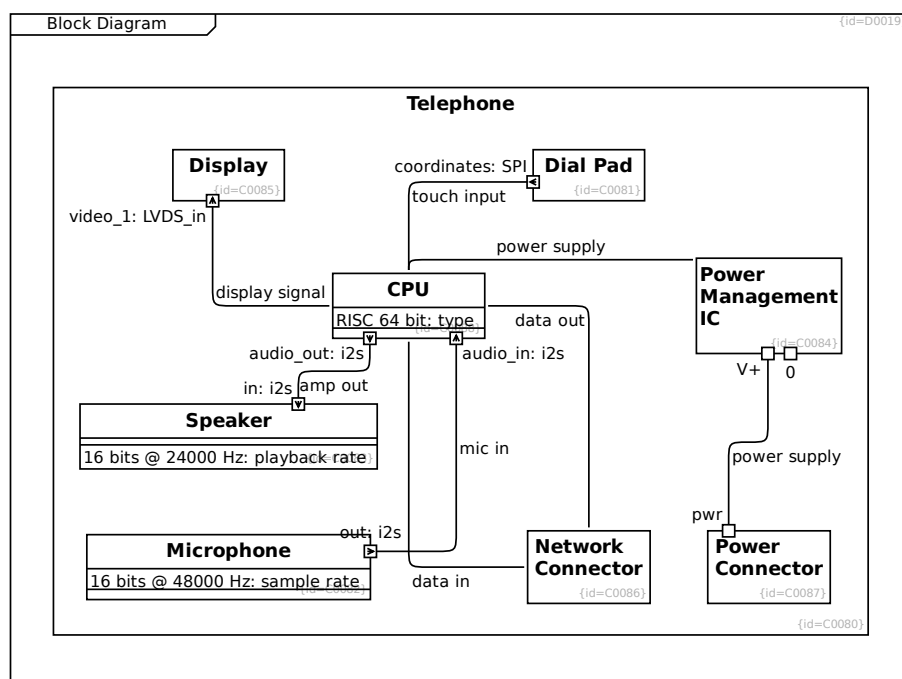 Block Diagram
{id=D0019
Telephone
Display
{id=C0085}
video_1: LVDS_in
coordinates: SPI
Dial Pad
{id=C0081}
touch input
power supply
Power
Management
IC
{id=C0084}
V+
0
display signal
CPU
RISC 64 bit: type
data out
audio_out: i2s
audio_in: i2s
in: i2s
amp out
Speaker
16 bits @ 24000 Hz: playback rate
mic in
power supply
pwr
out: i2s
Microphone
16 bits @ 48000 Hz: sample rate
data in
Network
Connector
{id=C0086}
Power
Connector
{id=C0087}
{id=C0080}